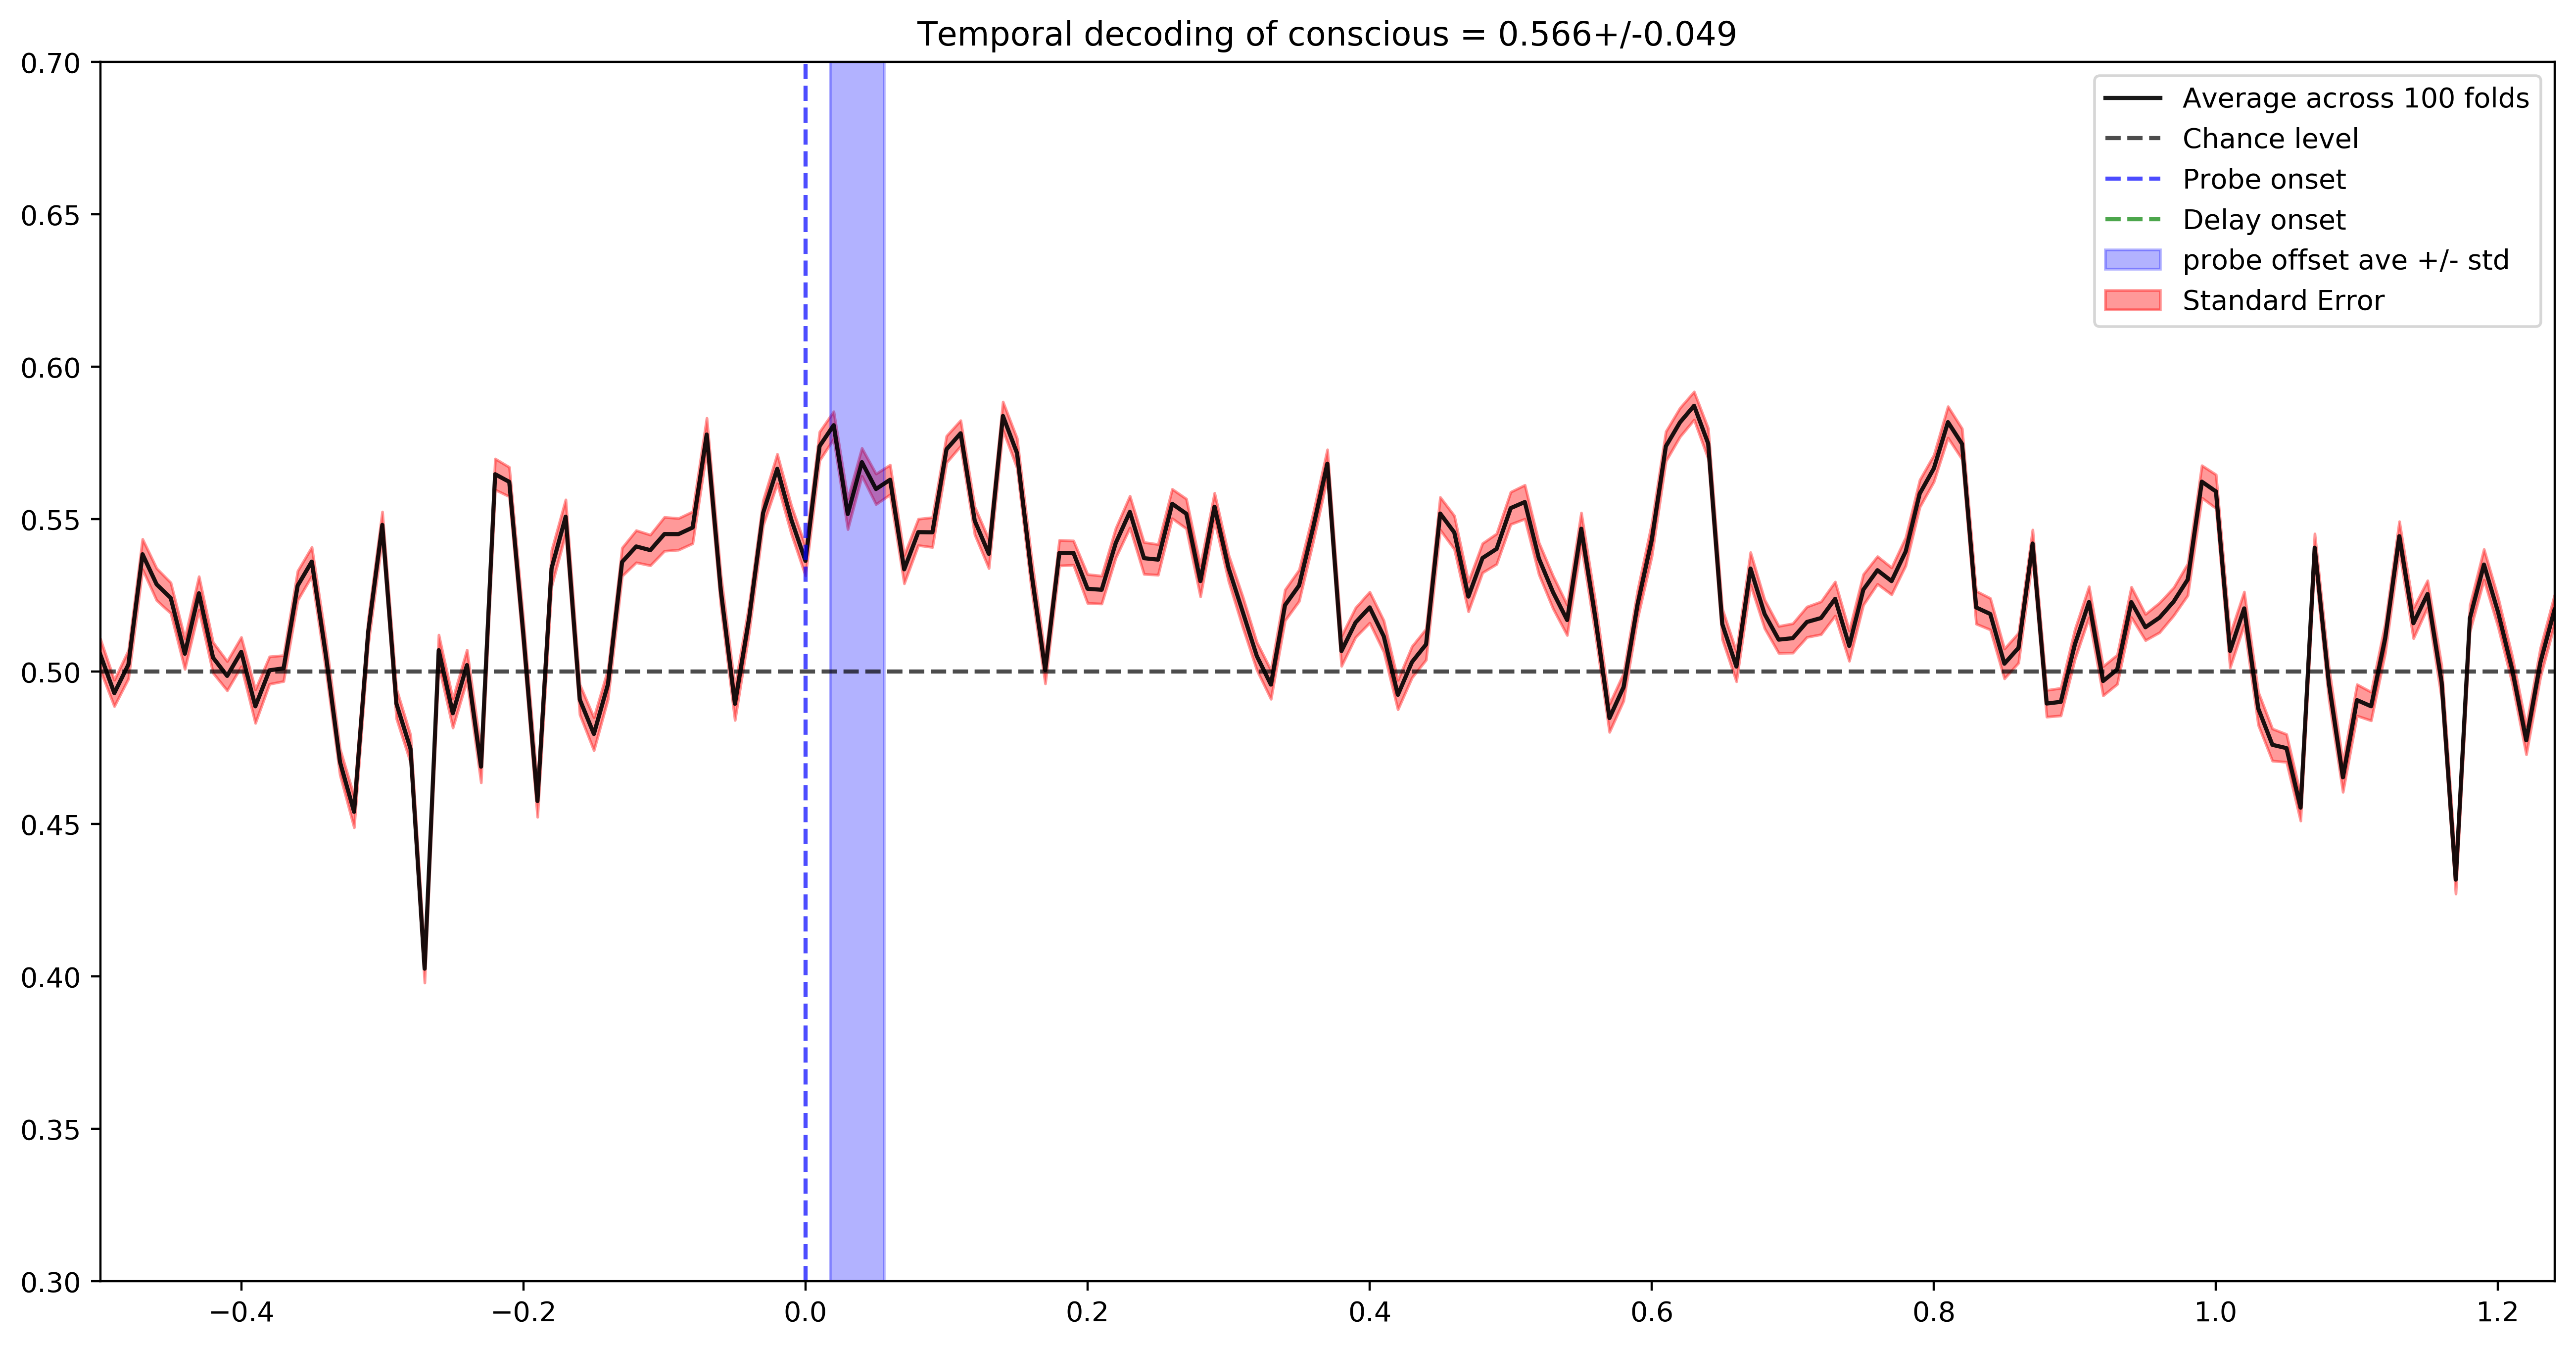 Temporal decoding of conscious = 0.566+/-0.049
0.70
0.65
0.60
0.55
0.50
0.45
0.40
0.35
0.30
−0.4
−0.2
0.0
0.2
0.4
0.6
0.8
1.0
1.2
Average across 100 folds
Chance level
Probe onset
Delay onset
probe offset ave +/- std
Standard Error